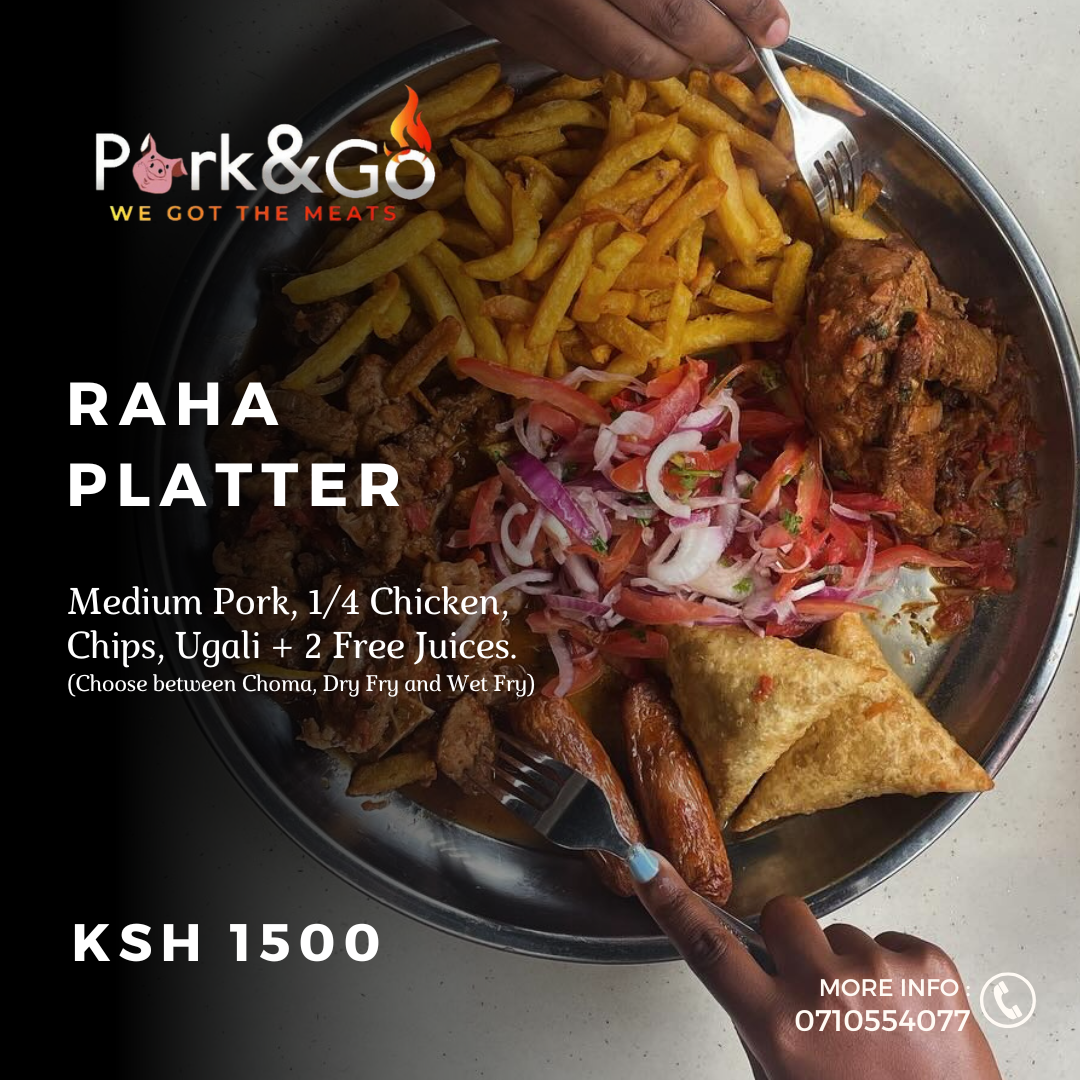 Pork&Go
WE GOT THE MEATS
RAHA
PLATTER
Medium Pork, 1/4 Chicken,
Chips, Ugali + 2 Free Juices.
(Choose between Choma, Dry Fry and Wet Fry)
KSH 1500
MORE INFO :
0710554077